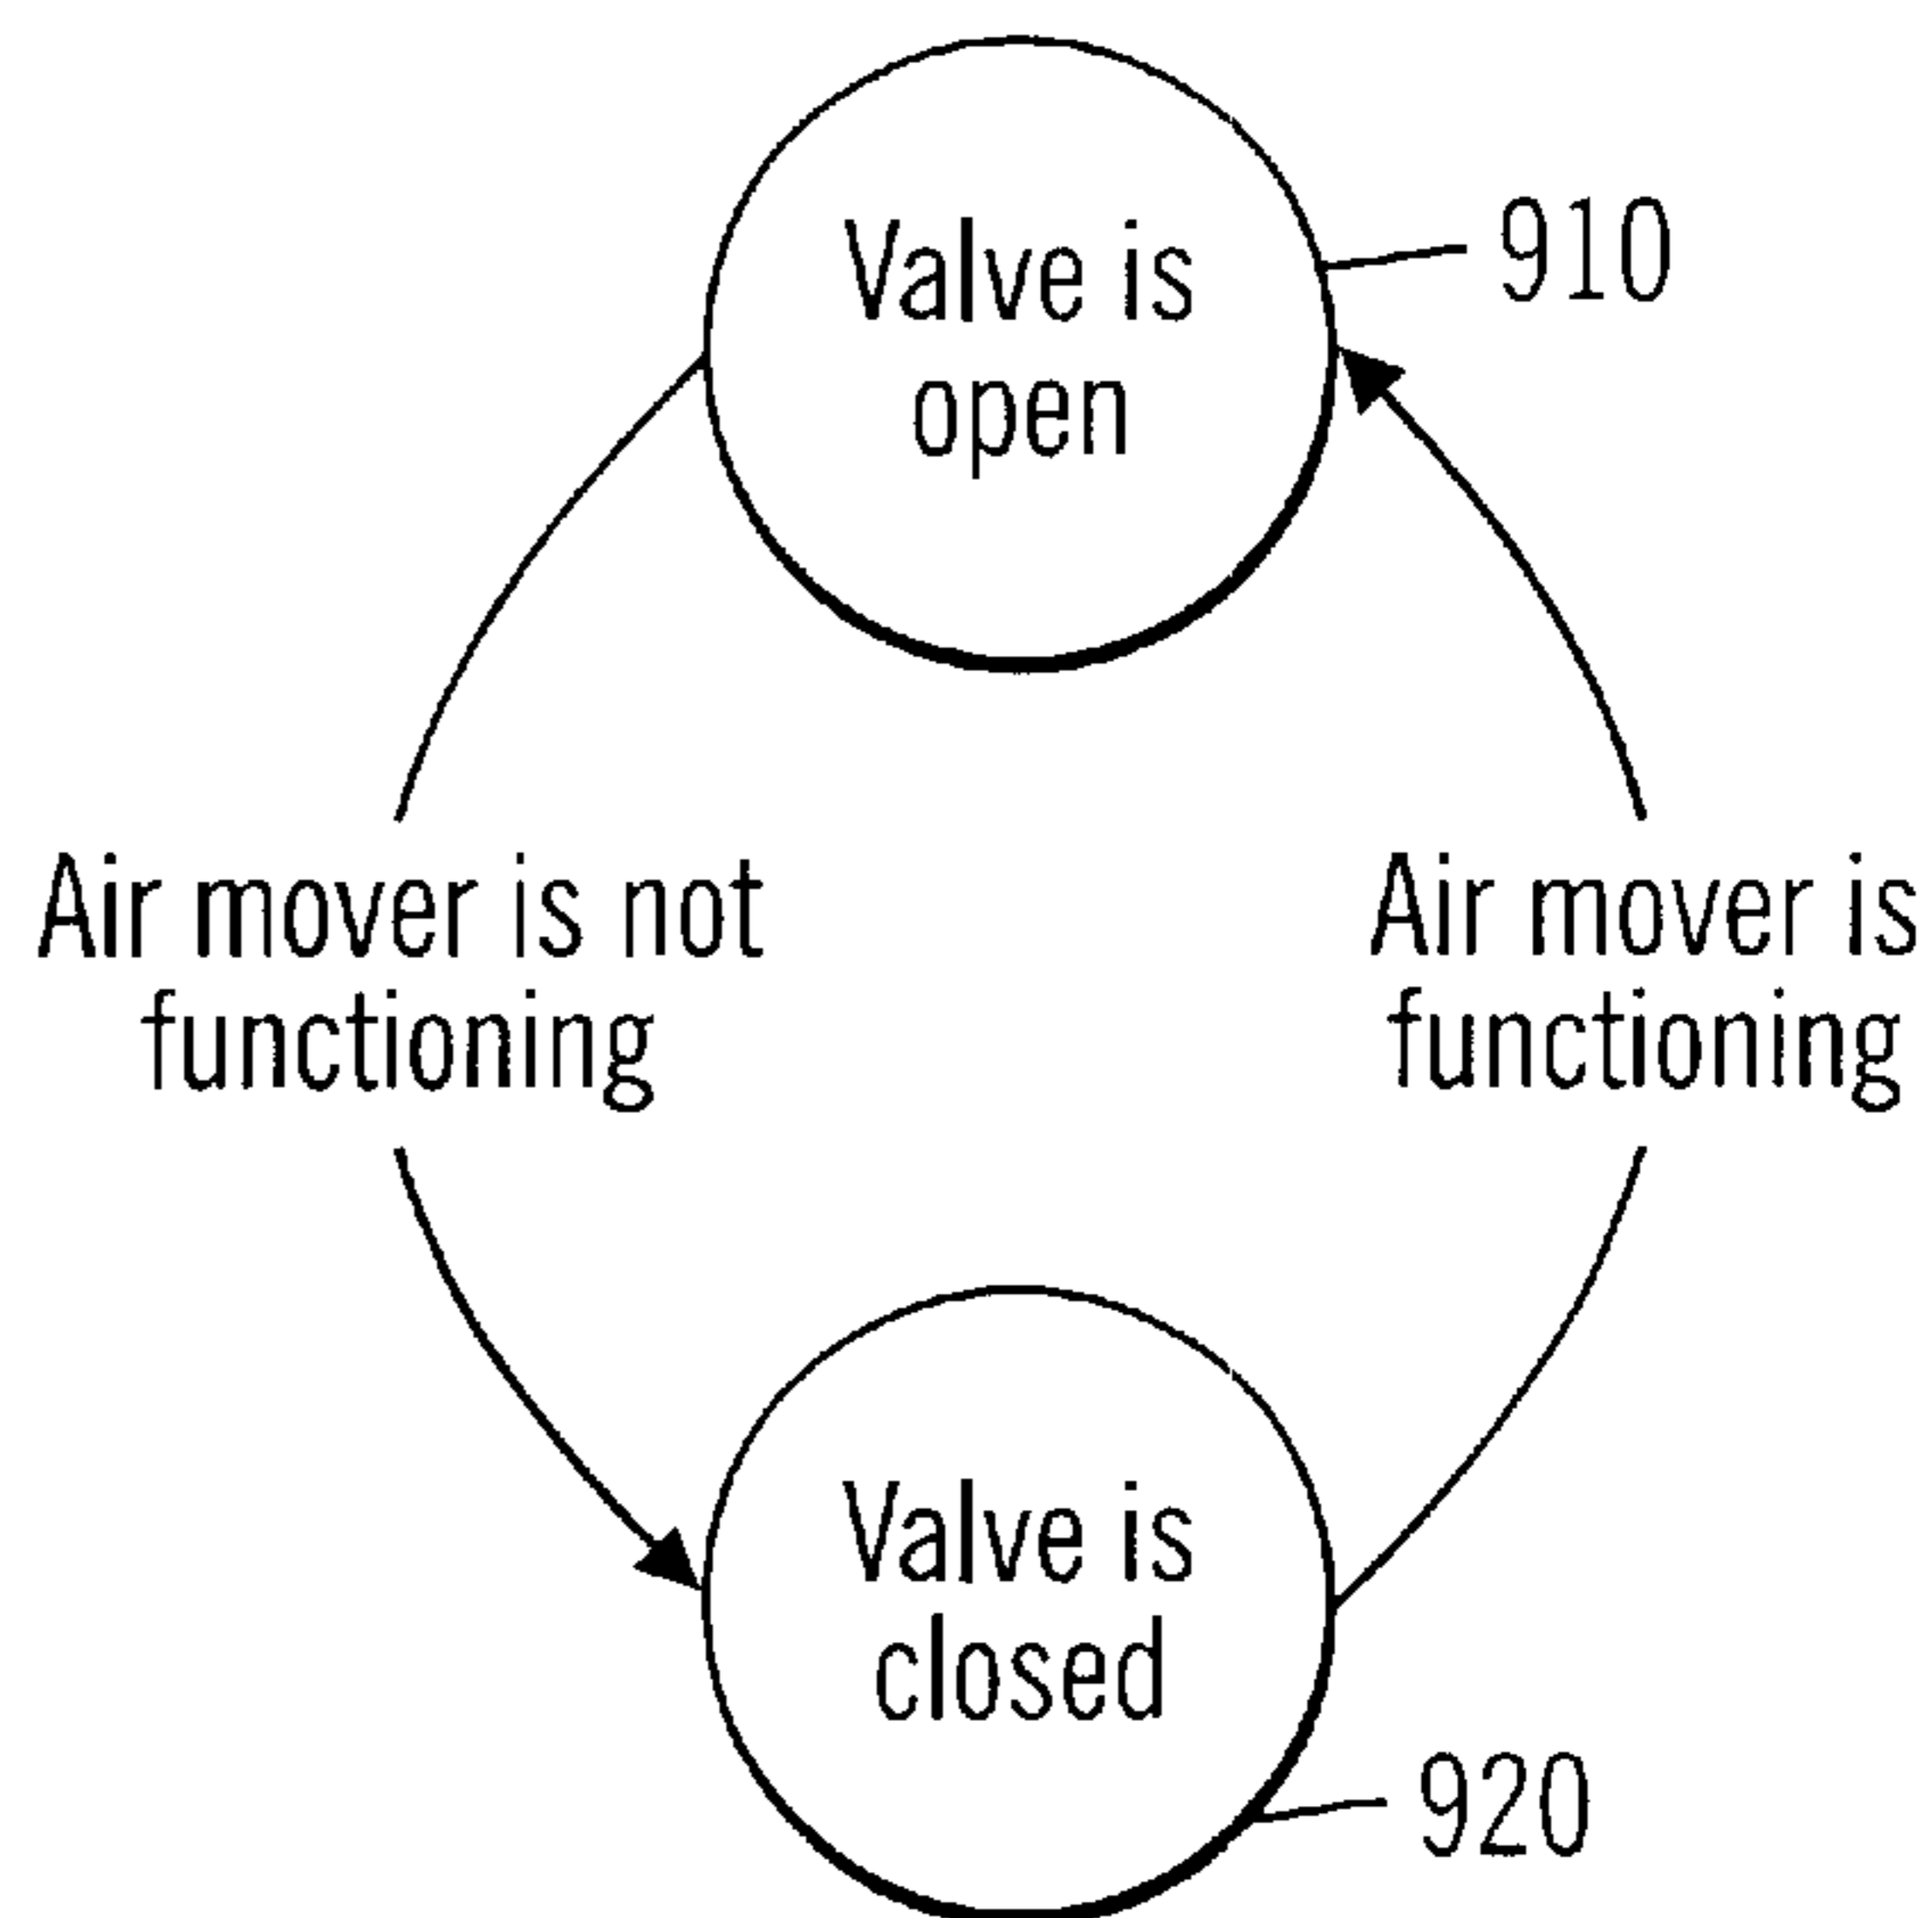 Valve is
open
910
Air mover is not
functioning
Air mover is
functioning
Valve is
closed
920